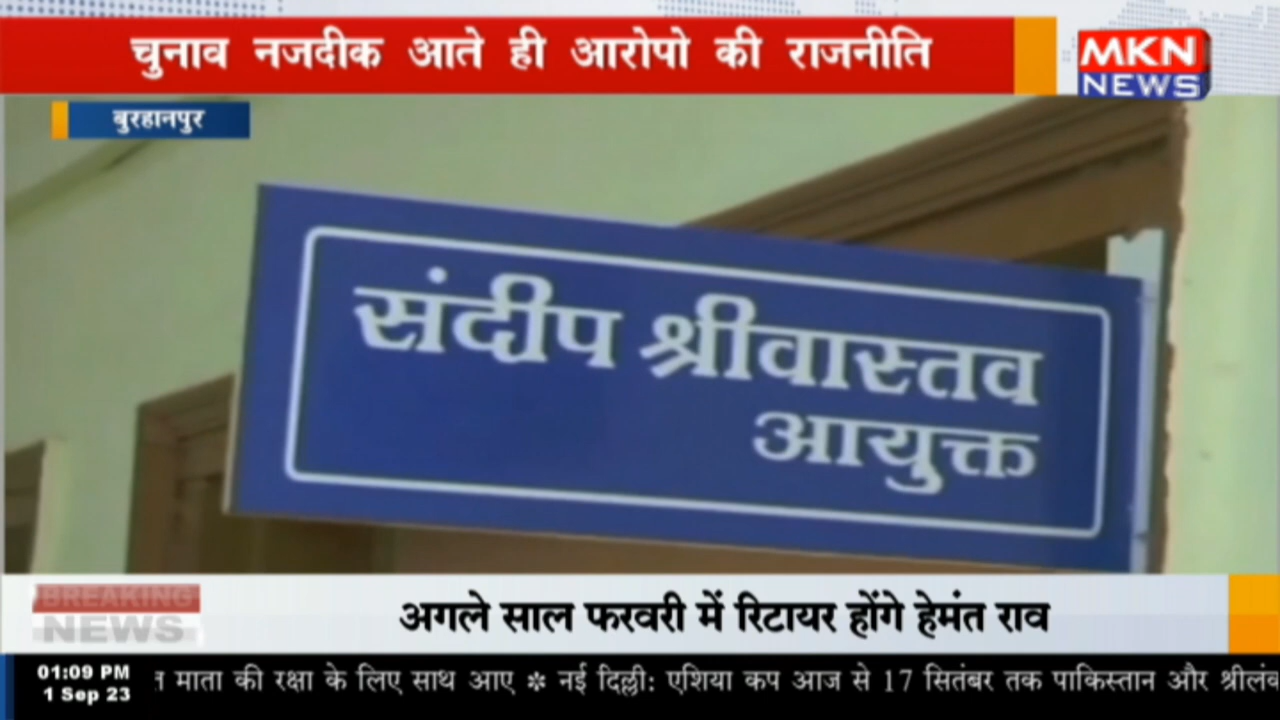 चुनाव नजदीक आते ही आरोपो की राजनीति
MKN
NEWS
बुरहानपुर
संदीप श्रीवास्तव
आयुक्त
BREAKING
NEWS
अगले साल फरवरी में रिटायर होंगे हेमंत राव
01:09 PM
1 Sep 23
माता की रक्षा के लिए साथ आए ✻ नई दिल्ली: एशिया कप आज से 17 सितंबर तक पाकिस्तान और